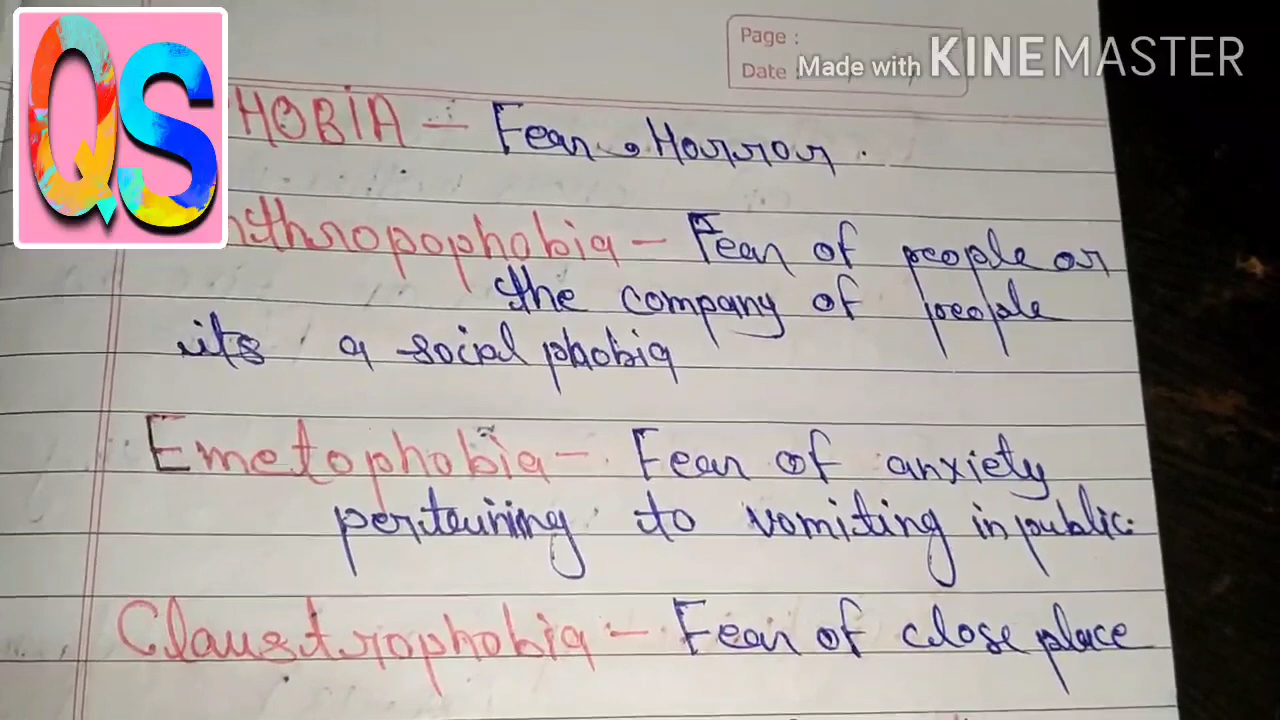 QS
Page :
Date :
Made with KINEMASTER
HOBIA - Fear, Horror.
nthropophobia - Fear of people or
the company of people
its a social phobia
Emetophobia - Fear of anxiety
pertaining to vomiting in public.
Claustrophobia - Fear of close place